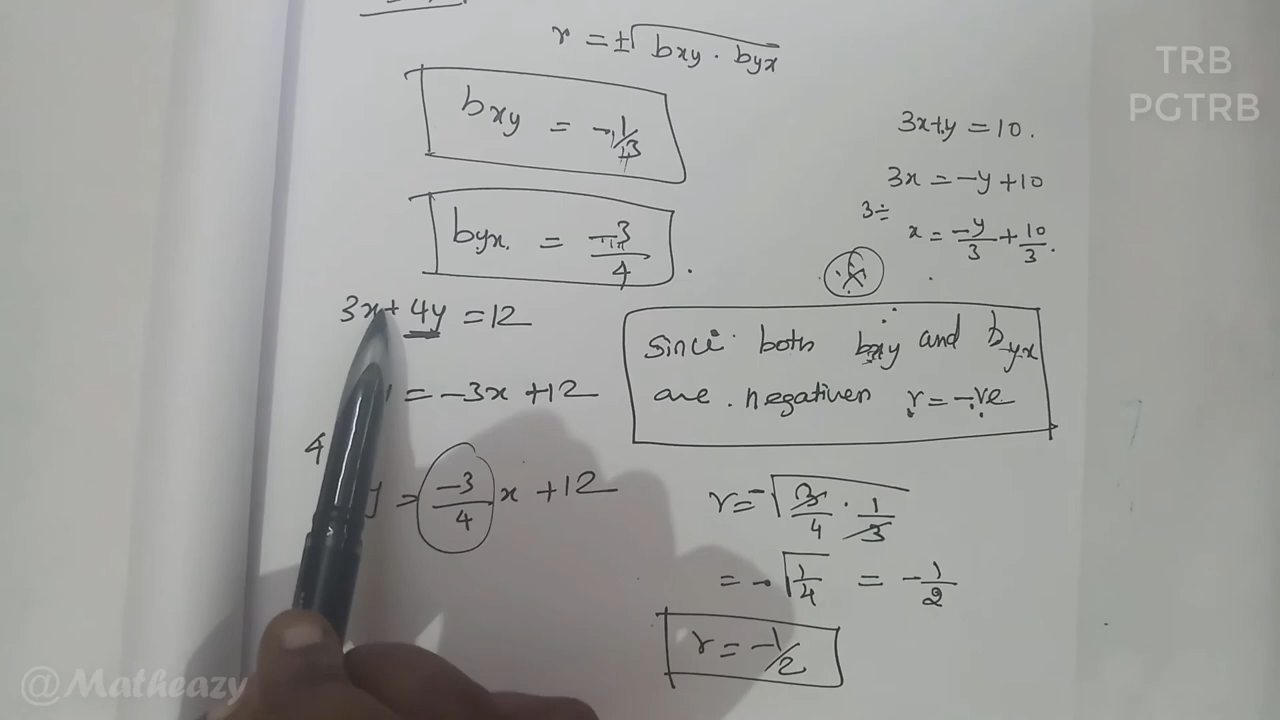 r = ±√bxy · byx
bxy = -1/3
byx = -3/4
3x + 4y = 12
= -3x + 12
4
y = -3/4 x + 12
3x+y = 10.
3x = -y + 10
3÷
x = -y/3 + 10/3.
Since both bxy and byx
are negative r = -ve
r = -√3/4 · 1/3
= -√1/4 = -1/2
r = -1/2
TRB
PGTRB
@Matheazy